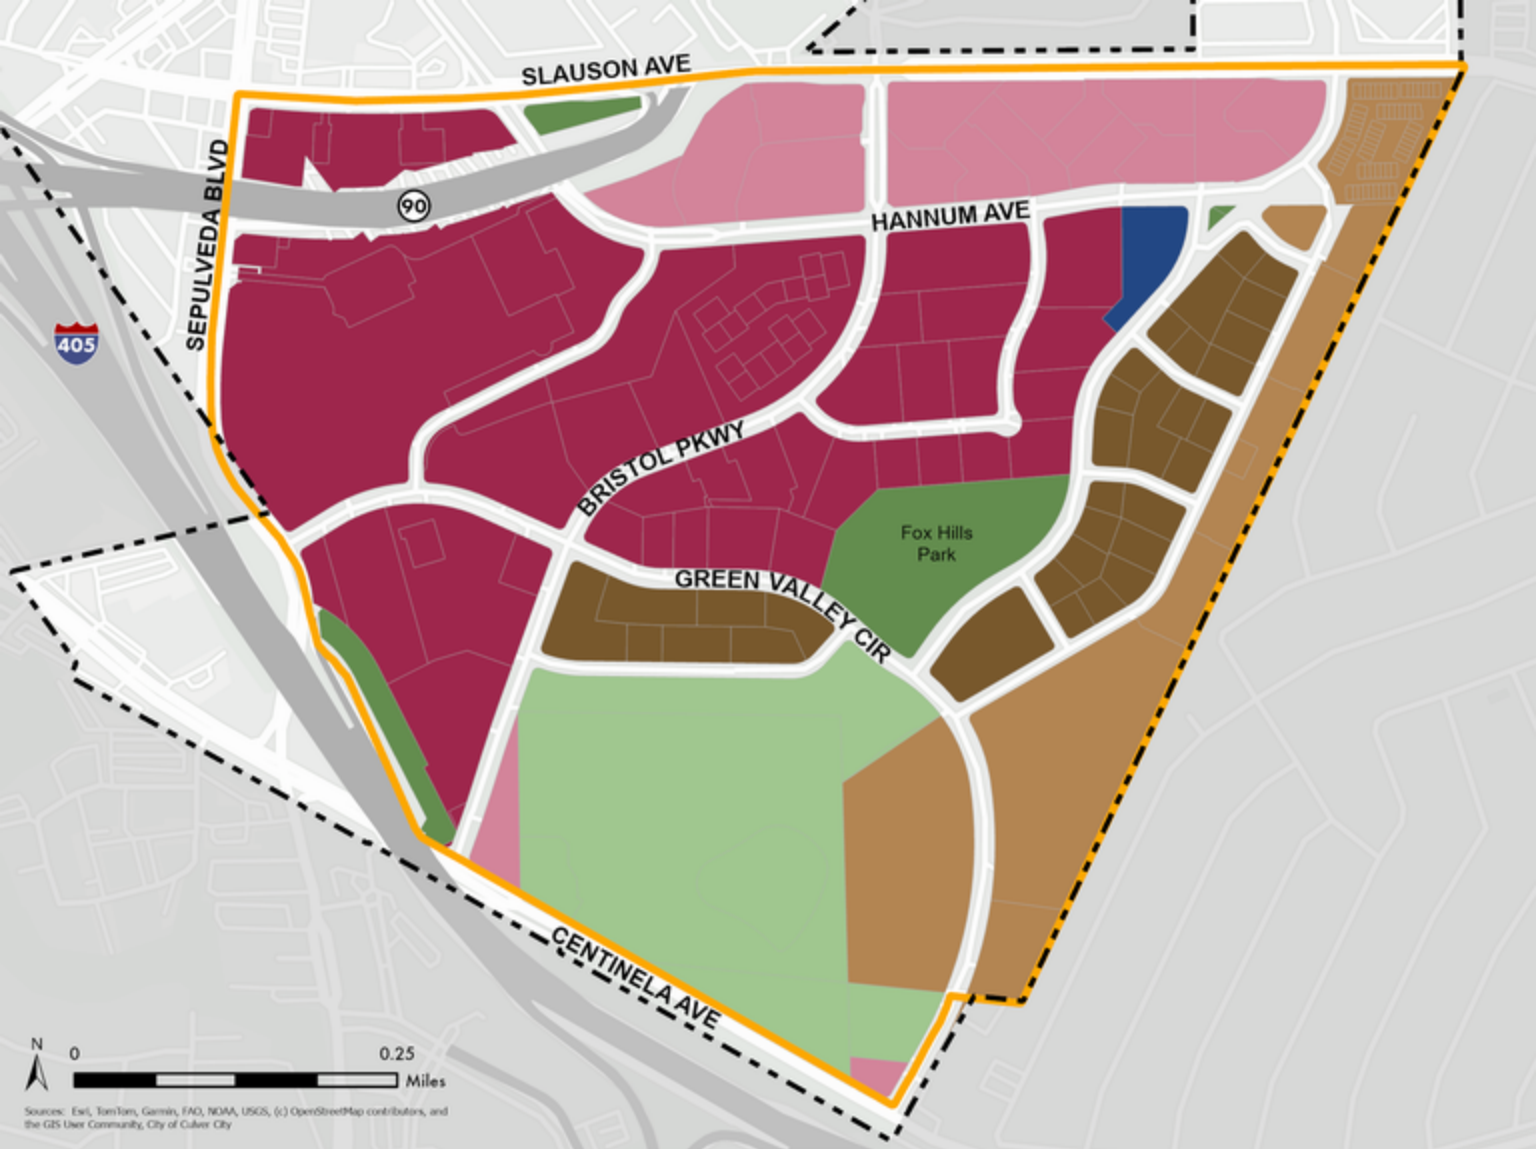 SLAUSON AVE
SEPULVEDA BLVD
90
HANNUM AVE
405
BRISTOL PKWY
Fox Hills
Park
GREEN VALLEY CIR
CENTINELA AVE
N
0
0.25
Miles
Sources: Esri, TomTom, Garmin, FAO, NOAA, USGS, (c) OpenStreetMap contributors, and
the GIS User Community, City of Culver City